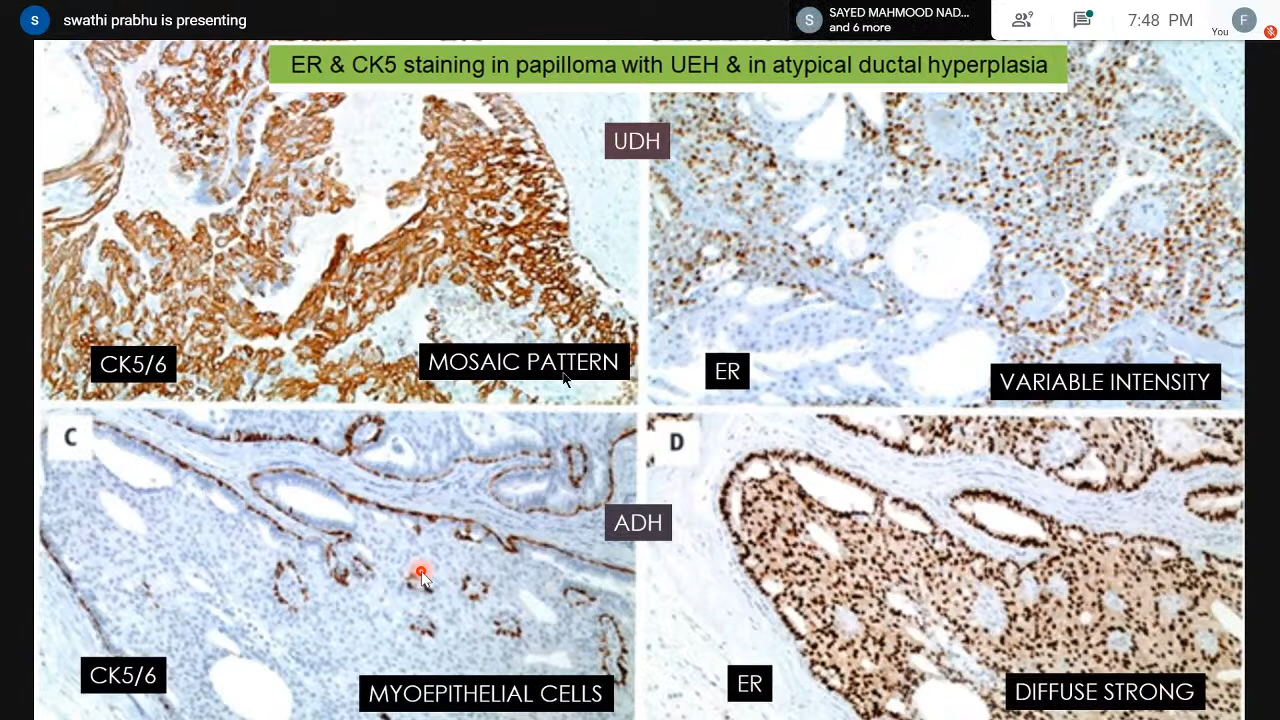 S
swathi prabhu is presenting
S
SAYED MAHMOOD NAD...
and 6 more
9
7:48 PM
You
F
ER & CK5 staining in papilloma with UEH & in atypical ductal hyperplasia
UDH
CK5/6
MOSAIC PATTERN
ER
VARIABLE INTENSITY
C
D
ADH
CK5/6
MYOEPITHELIAL CELLS
ER
DIFFUSE STRONG